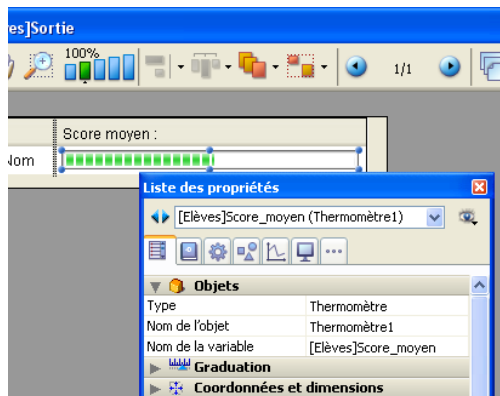 es]Sortie
100%
1/1
Score moyen :
Nom
Liste des propriétés
[Elèves]Score_moyen (Thermomètre1)
Objets
Type Thermomètre
Nom de l'objet Thermomètre1
Nom de la variable [Elèves]Score_moyen
Graduation
Coordonnées et dimensions